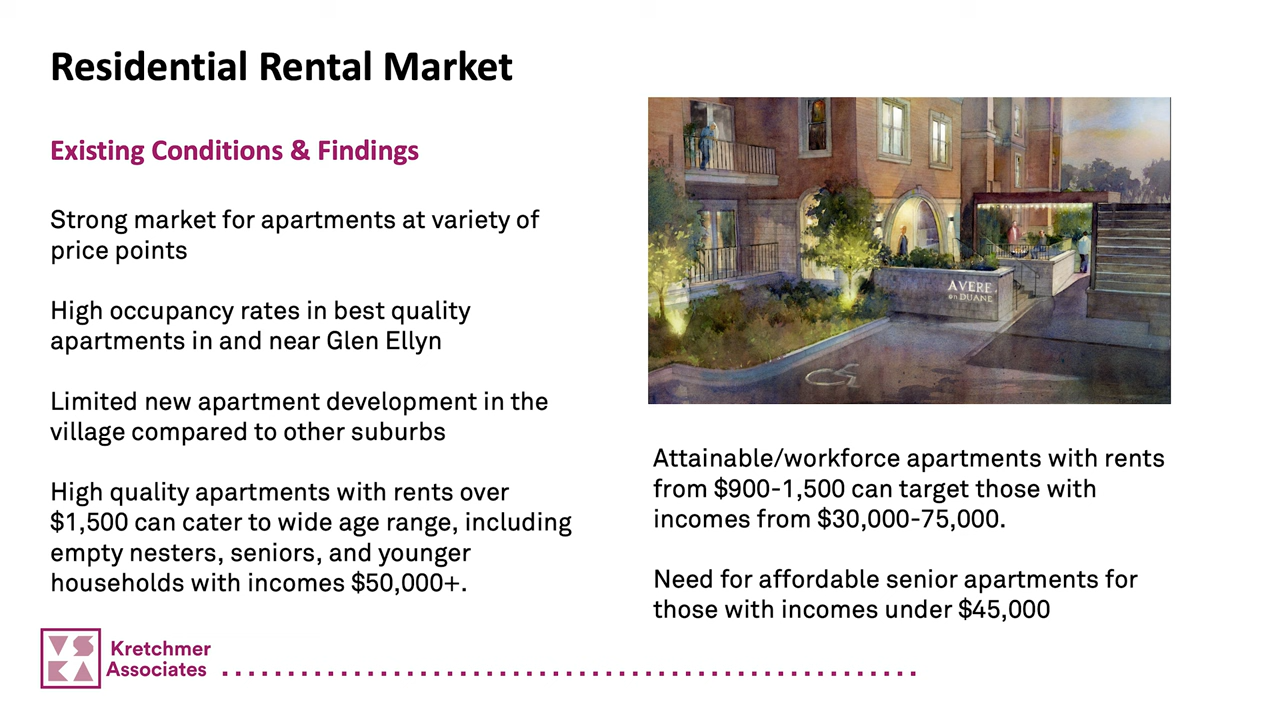 Residential Rental Market
Existing Conditions & Findings
Strong market for apartments at variety of
price points
High occupancy rates in best quality
apartments in and near Glen Ellyn
Limited new apartment development in the
village compared to other suburbs
High quality apartments with rents over
$1,500 can cater to wide age range, including
empty nesters, seniors, and younger
households with incomes $50,000+.
AVERE
on DUANE
Attainable/workforce apartments with rents
from $900-1,500 can target those with
incomes from $30,000-75,000.
Need for affordable senior apartments for
those with incomes under $45,000
VS
KA
Kretchmer
Associates